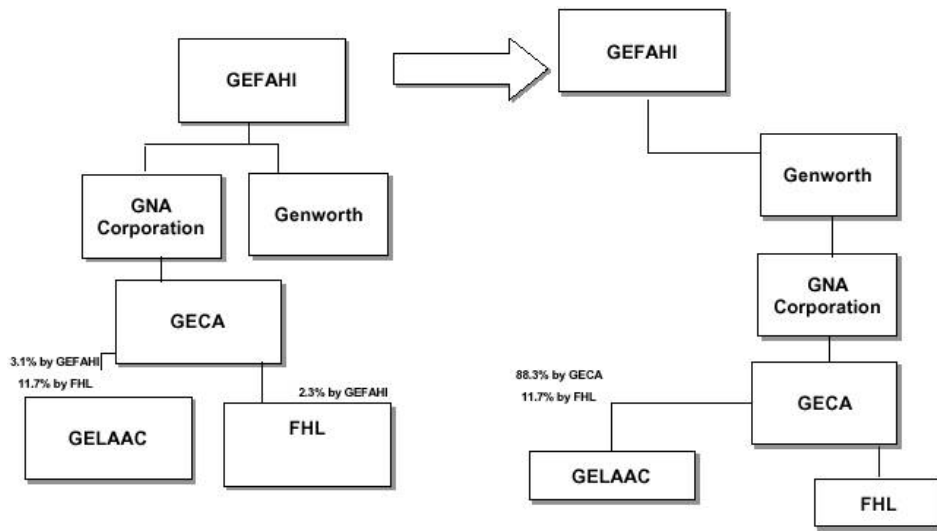 GEFAHI
GNA
Corporation
Genworth
GECA
3.1% by GEFAHI
11.7% by FHL
2.3% by GEFAHI
GELAAC
FHL
GEFAHI
Genworth
GNA
Corporation
88.3% by GECA
11.7% by FHL
GECA
GELAAC
FHL